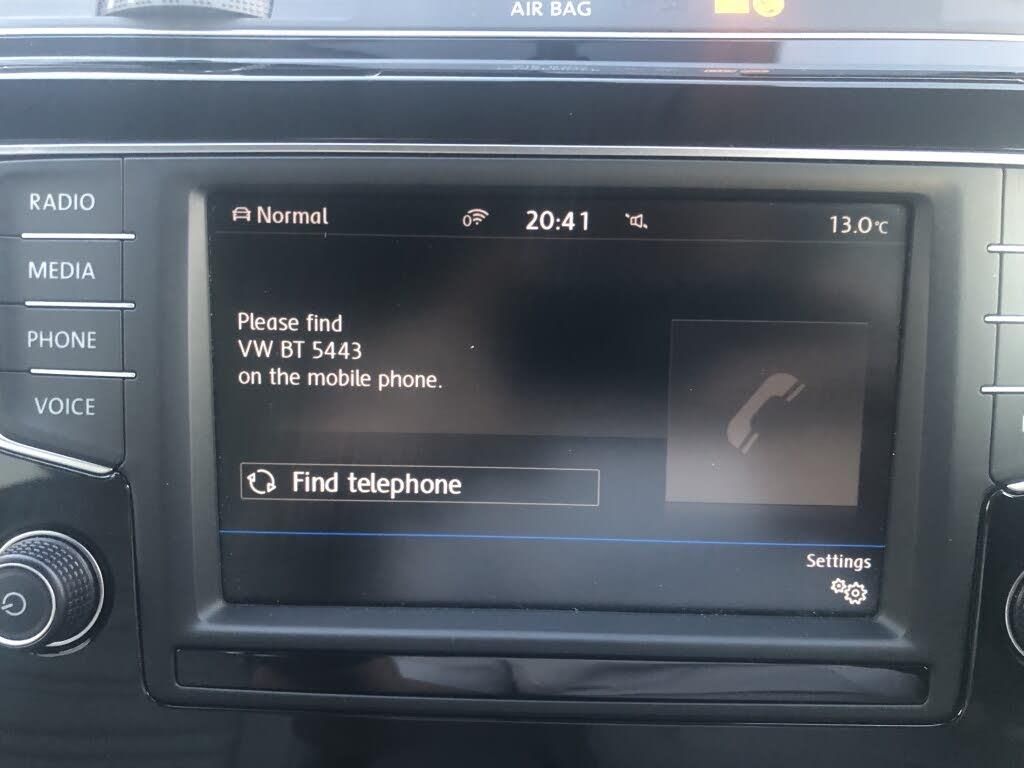 AIR BAG
RADIO
MEDIA
PHONE
VOICE
Normal
0
20:41
13.0°C
Please find
VW BT 5443
on the mobile phone.
Find telephone
Settings